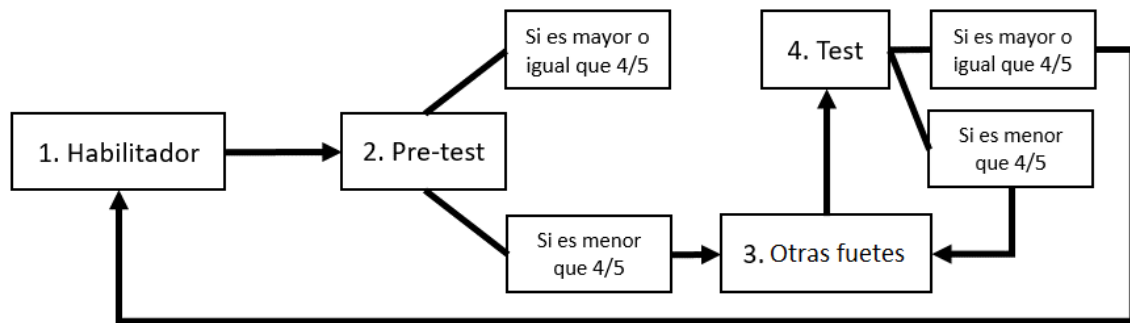 1. Habilitador
2. Pre-test
Si es mayor o
igual que 4/5
Si es menor
que 4/5
3. Otras fuetes
4. Test
Si es mayor o
igual que 4/5
Si es menor
que 4/5